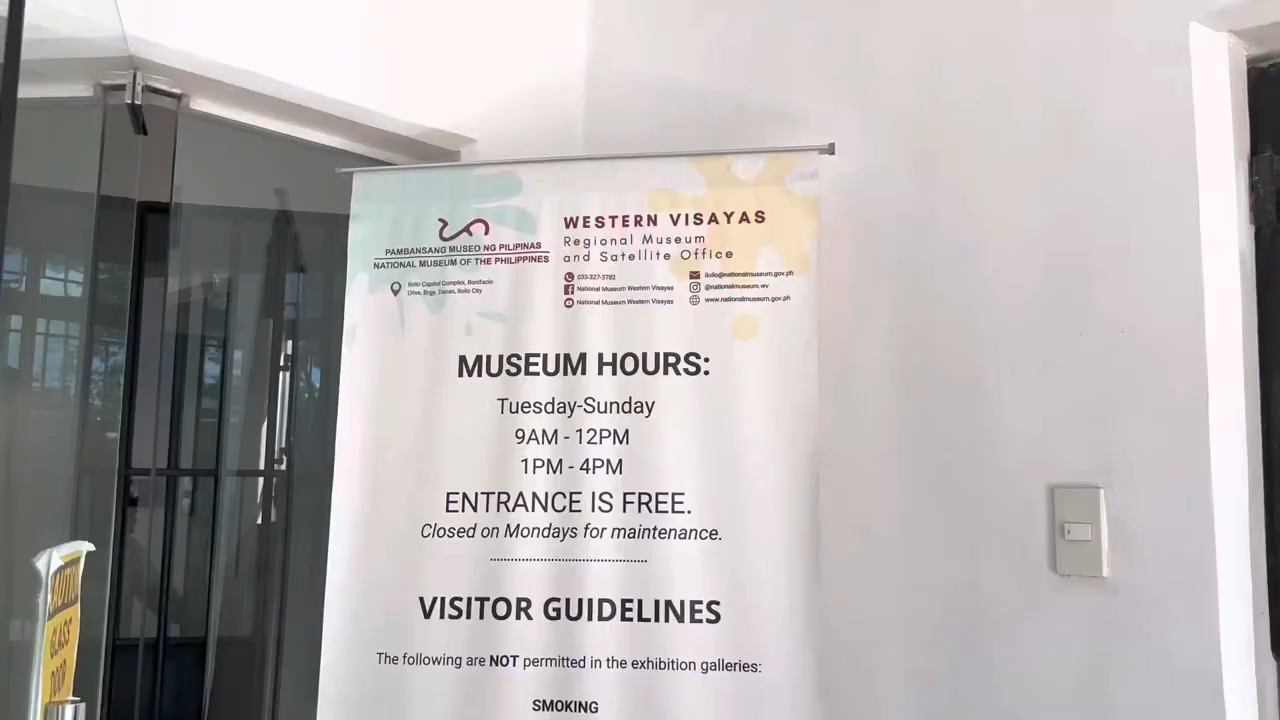 PAMBANSANG MUSEO NG PILIPINAS
NATIONAL MUSEUM OF THE PHILIPPINES
Iloilo Capitol Complex, Bonifacio
Drive, Brgy. Danao, Iloilo City
WESTERN VISAYAS
Regional Museum
and Satellite Office
033-327-3782
National Museum Western Visayas
National Museum Western Visayas
iloilo@nationalmuseum.gov.ph
@nationalmuseum.wv
www.nationalmuseum.gov.ph
MUSEUM HOURS:
Tuesday-Sunday
9AM - 12PM
1PM - 4PM
ENTRANCE IS FREE.
Closed on Mondays for maintenance.
VISITOR GUIDELINES
The following are NOT permitted in the exhibition galleries:
SMOKING
CAUTION
GLASS
DOOR